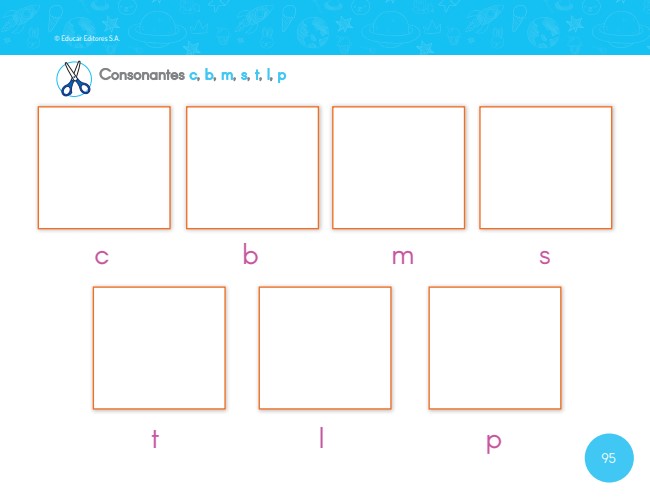 © Educar Editores S.A.
Consonantes c, b, m, s, t, l, p
c b m s
t l p
95